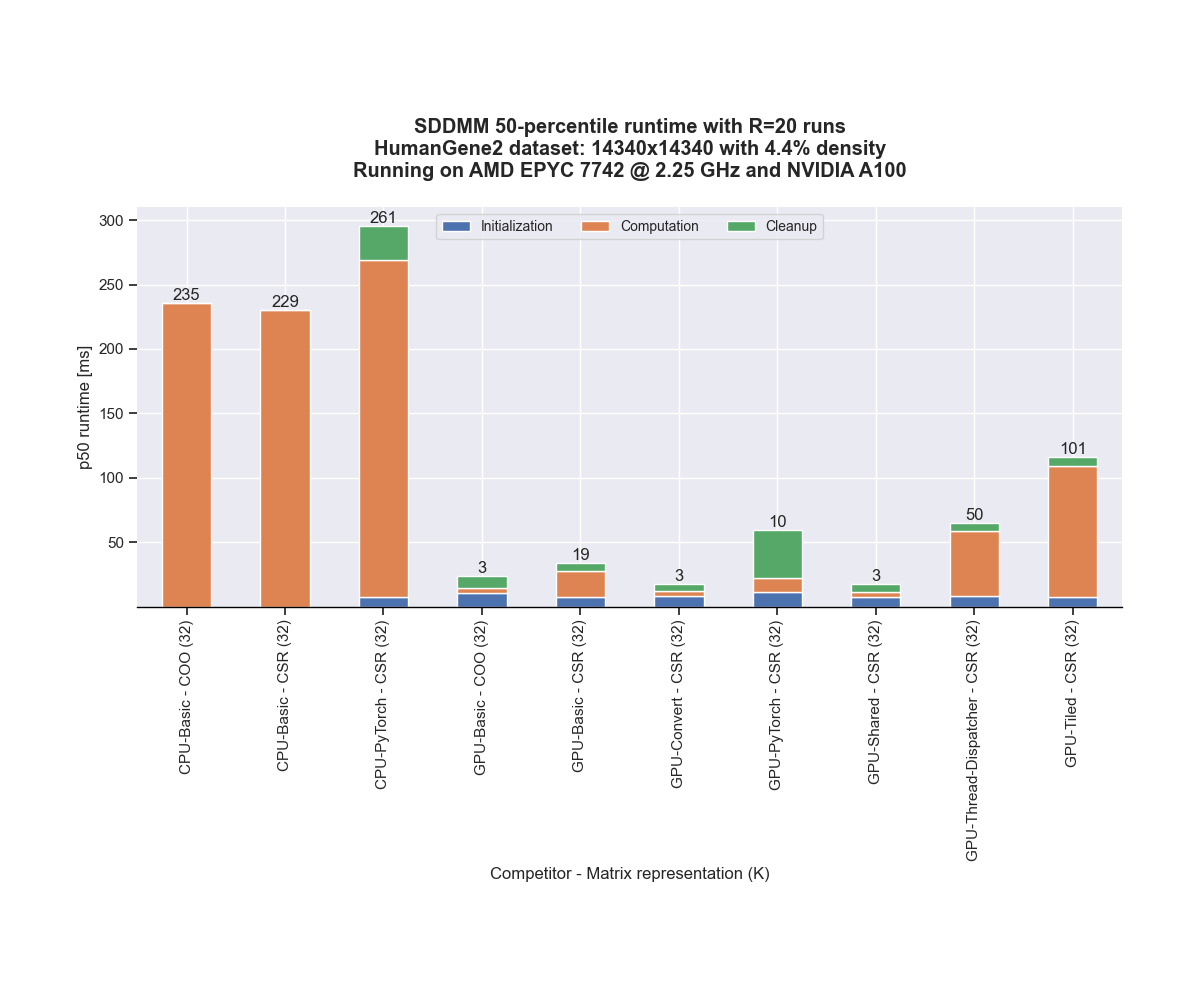 SDDMM 50-percentile runtime with R=20 runs
HumanGene2 dataset: 14340x14340 with 4.4% density
Running on AMD EPYC 7742 @ 2.25 GHz and NVIDIA A100
Initialization
Computation
Cleanup
p50 runtime [ms]
300
250
200
150
100
50
235
229
261
3
19
3
10
3
50
101
CPU-Basic - COO (32)
CPU-Basic - CSR (32)
CPU-PyTorch - CSR (32)
GPU-Basic - COO (32)
GPU-Basic - CSR (32)
GPU-Convert - CSR (32)
GPU-PyTorch - CSR (32)
GPU-Shared - CSR (32)
GPU-Thread-Dispatcher - CSR (32)
GPU-Tiled - CSR (32)
Competitor - Matrix representation (K)